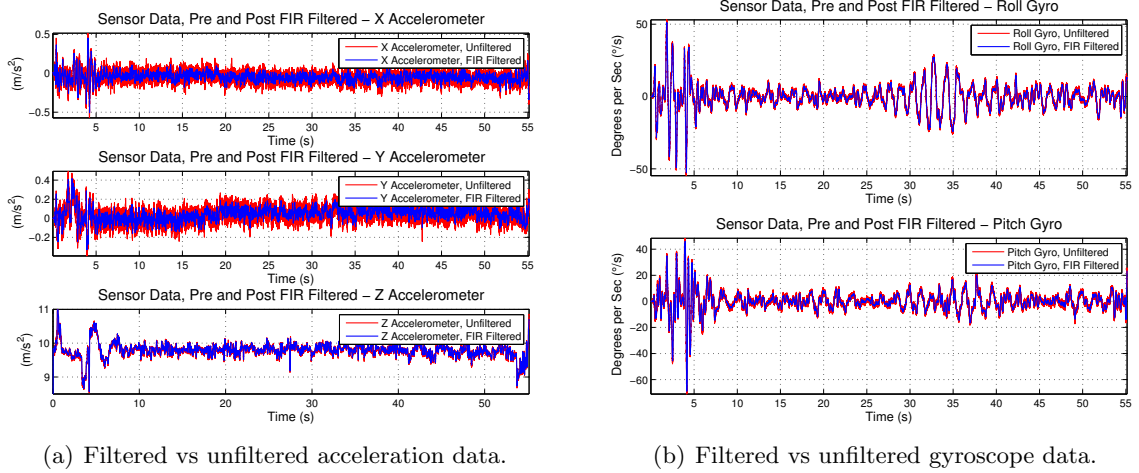 Sensor Data, Pre and Post FIR Filtered – X Accelerometer
X Accelerometer, Unfiltered
X Accelerometer, FIR Filtered
(m/s²)
0.5
0
−0.5
5 10 15 20 25 30 35 40 45 50 55
Time (s)
Sensor Data, Pre and Post FIR Filtered – Y Accelerometer
Y Accelerometer, Unfiltered
Y Accelerometer, FIR Filtered
(m/s²)
0.4
0.2
0
−0.2
5 10 15 20 25 30 35 40 45 50 55
Time (s)
Sensor Data, Pre and Post FIR Filtered – Z Accelerometer
Z Accelerometer, Unfiltered
Z Accelerometer, FIR Filtered
(m/s²)
11
10
9
0 10 20 30 40 50
Time (s)
(a) Filtered vs unfiltered acceleration data.
Sensor Data, Pre and Post FIR Filtered – Roll Gyro
Roll Gyro, Unfiltered
Roll Gyro, FIR Filtered
Degrees per Sec (°/s)
50
0
−50
5 10 15 20 25 30 35 40 45 50 55
Time (s)
Sensor Data, Pre and Post FIR Filtered – Pitch Gyro
Pitch Gyro, Unfiltered
Pitch Gyro, FIR Filtered
Degrees per Sec (°/s)
40
20
0
−20
−40
−60
5 10 15 20 25 30 35 40 45 50 55
Time (s)
(b) Filtered vs unfiltered gyroscope data.